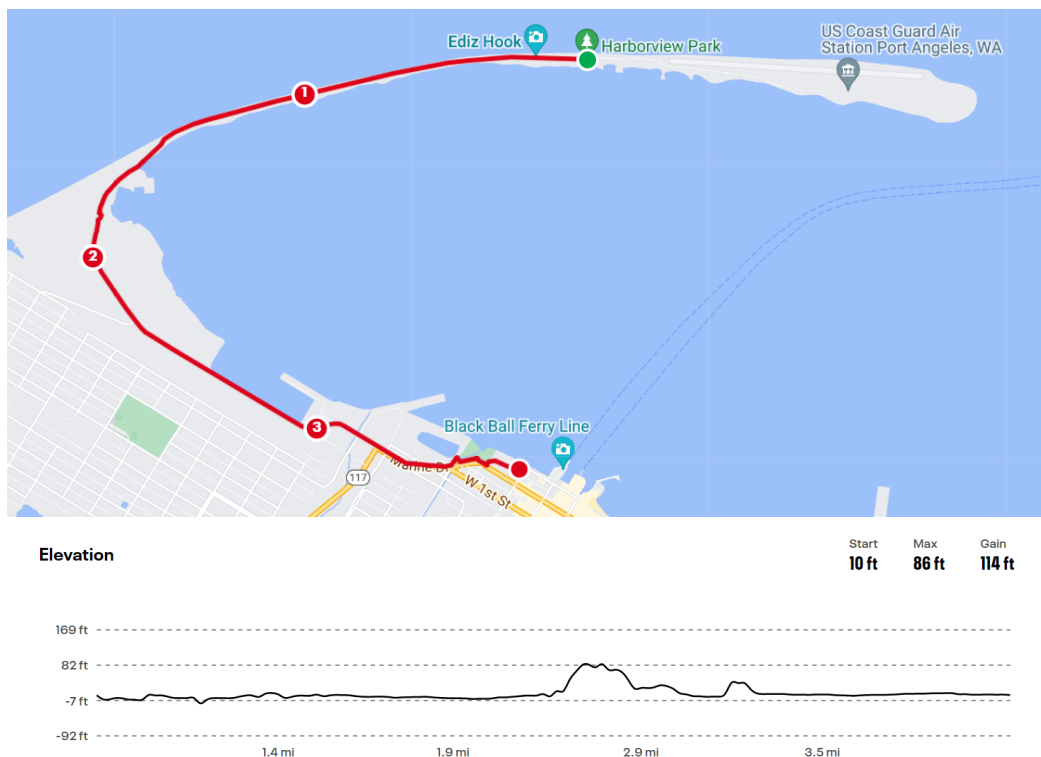 Ediz Hook
Harborview Park
US Coast Guard Air
Station Port Angeles, WA
1
2
3
Black Ball Ferry Line
Marine Dr
117
W 1st St
Elevation
Start
10 ft
Max
86 ft
Gain
114 ft
169 ft
82 ft
-7 ft
-92 ft
1.4 mi
1.9 mi
2.9 mi
3.5 mi